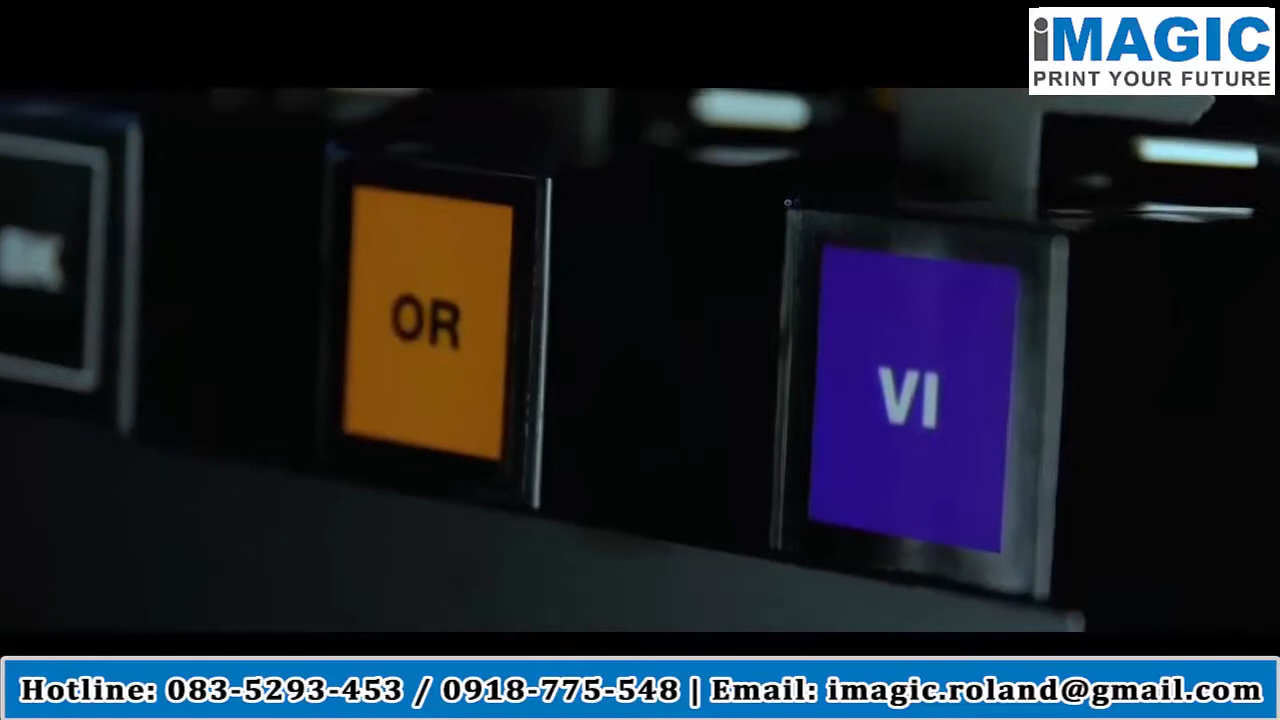 iMAGIC
PRINT YOUR FUTURE
OR
VI
Hotline: 083-5293-453 / 0918-775-548 | Email: imagic.roland@gmail.com